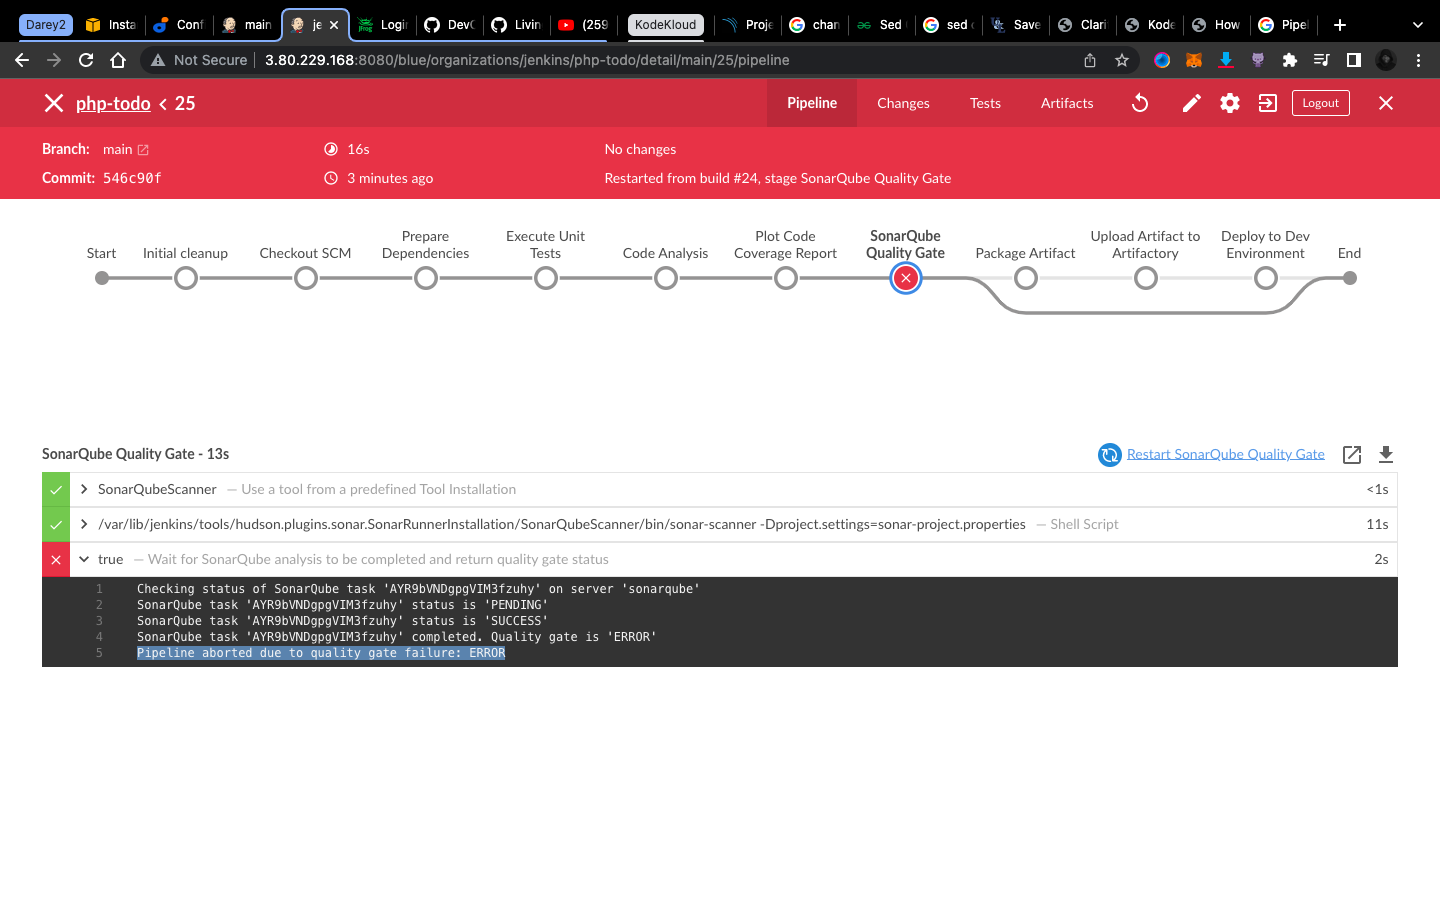 Darey2
Insta
Conf
main
je
Login
DevO
Livin
(259
KodeKloud
Proje
chan
Sed
sed c
Save
Clari
Kode
How
Pipel
Not Secure
3.80.229.168:8080/blue/organizations/jenkins/php-todo/detail/main/25/pipeline
php-todo < 25
Pipeline
Changes
Tests
Artifacts
Logout
Branch: main
16s
No changes
Commit: 546c90f
3 minutes ago
Restarted from build #24, stage SonarQube Quality Gate
Start
Initial cleanup
Checkout SCM
Prepare
Dependencies
Execute Unit
Tests
Code Analysis
Plot Code
Coverage Report
SonarQube
Quality Gate
Package Artifact
Upload Artifact to
Artifactory
Deploy to Dev
Environment
End
SonarQube Quality Gate - 13s
Restart SonarQube Quality Gate
SonarQubeScanner — Use a tool from a predefined Tool Installation
<1s
/var/lib/jenkins/tools/hudson.plugins.sonar.SonarRunnerInstallation/SonarQubeScanner/bin/sonar-scanner -Dproject.settings=sonar-project.properties — Shell Script
11s
true — Wait for SonarQube analysis to be completed and return quality gate status
2s
1 Checking status of SonarQube task 'AYR9bVNDgpgVIM3fzuhy' on server 'sonarqube'
2 SonarQube task 'AYR9bVNDgpgVIM3fzuhy' status is 'PENDING'
3 SonarQube task 'AYR9bVNDgpgVIM3fzuhy' status is 'SUCCESS'
4 SonarQube task 'AYR9bVNDgpgVIM3fzuhy' completed. Quality gate is 'ERROR'
5 Pipeline aborted due to quality gate failure: ERROR